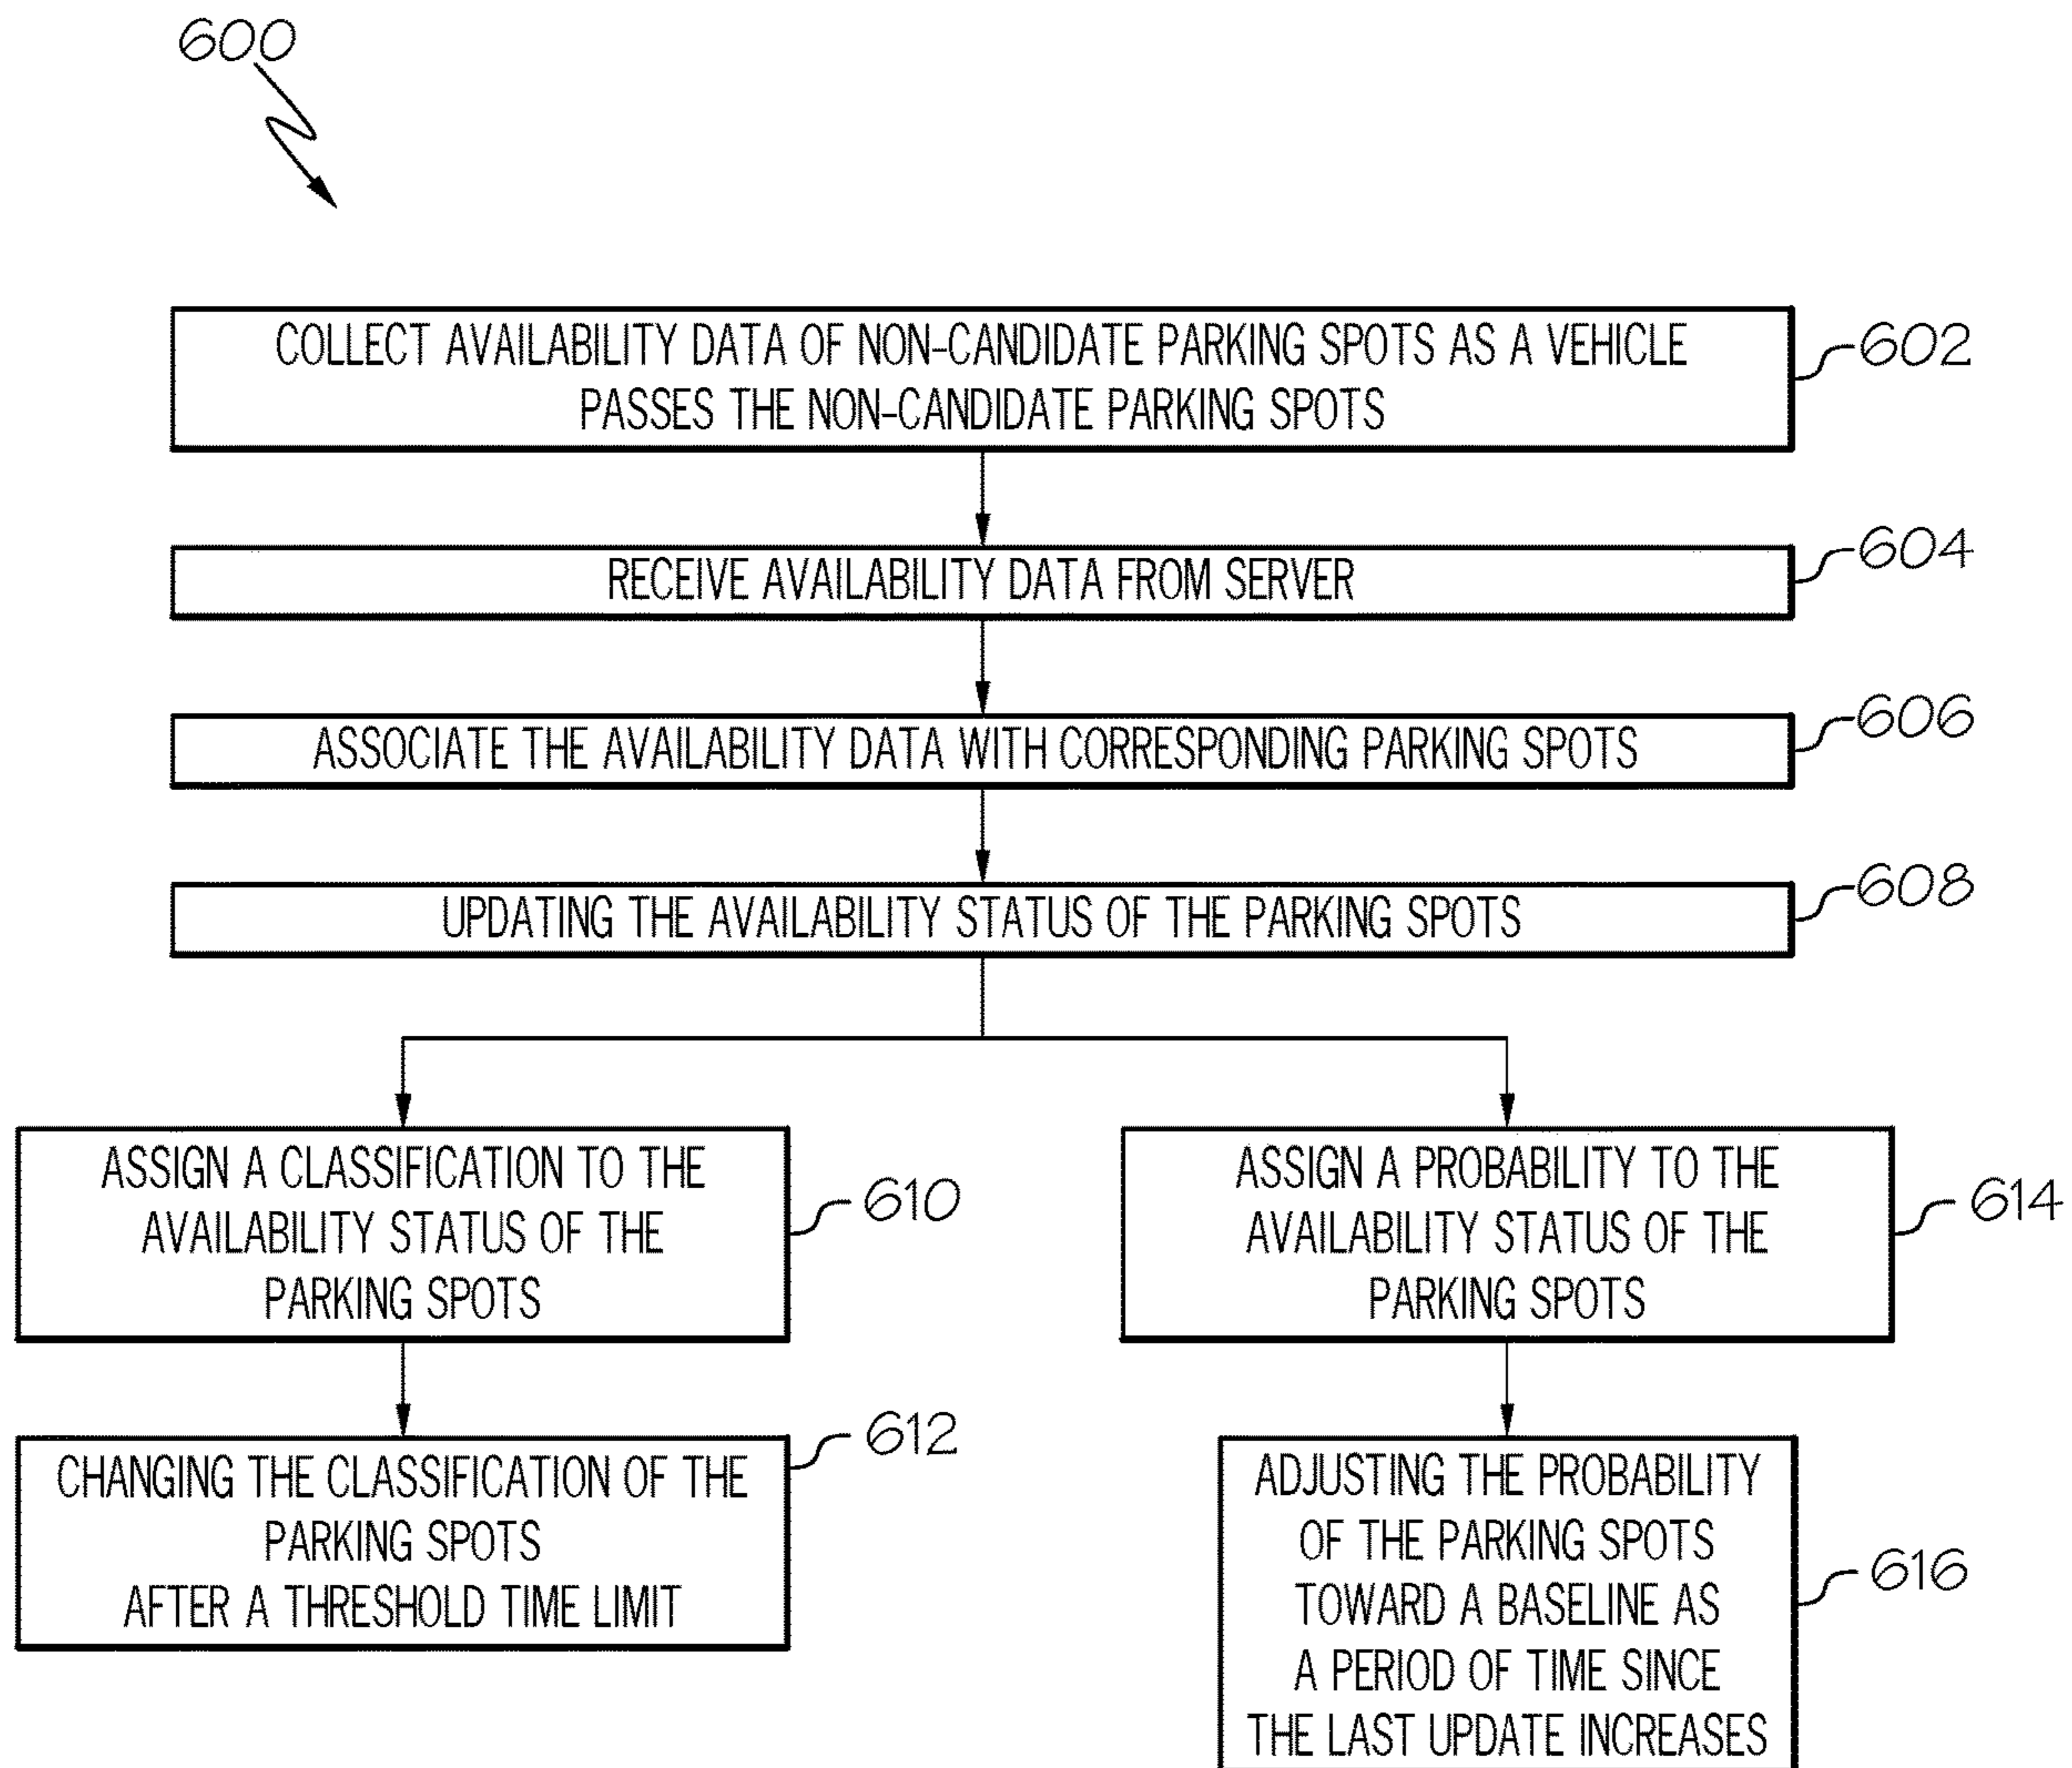 600
COLLECT AVAILABILITY DATA OF NON-CANDIDATE PARKING SPOTS AS A VEHICLE
PASSES THE NON-CANDIDATE PARKING SPOTS
602
RECEIVE AVAILABILITY DATA FROM SERVER
604
ASSOCIATE THE AVAILABILITY DATA WITH CORRESPONDING PARKING SPOTS
606
UPDATING THE AVAILABILITY STATUS OF THE PARKING SPOTS
608
ASSIGN A CLASSIFICATION TO THE
AVAILABILITY STATUS OF THE
PARKING SPOTS
610
CHANGING THE CLASSIFICATION OF THE
PARKING SPOTS
AFTER A THRESHOLD TIME LIMIT
612
ASSIGN A PROBABILITY TO THE
AVAILABILITY STATUS OF THE
PARKING SPOTS
614
ADJUSTING THE PROBABILITY
OF THE PARKING SPOTS
TOWARD A BASELINE AS
A PERIOD OF TIME SINCE
THE LAST UPDATE INCREASES
616